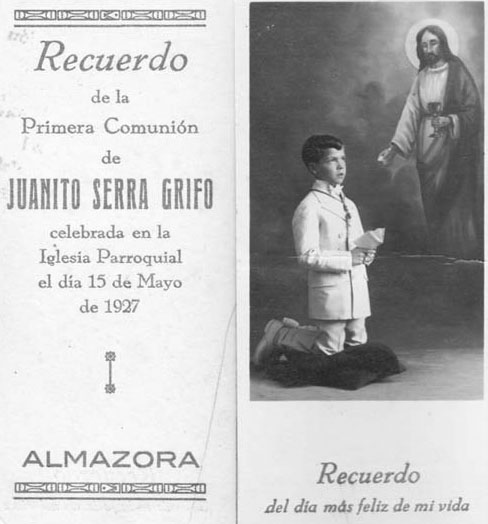 Recuerdo
de la
Primera Comunión
de
JUANITO SERRA GRIFO
celebrada en la
Iglesia Parroquial
el día 15 de Mayo
de 1927
ALMAZORA
Recuerdo
del día más feliz de mi vida